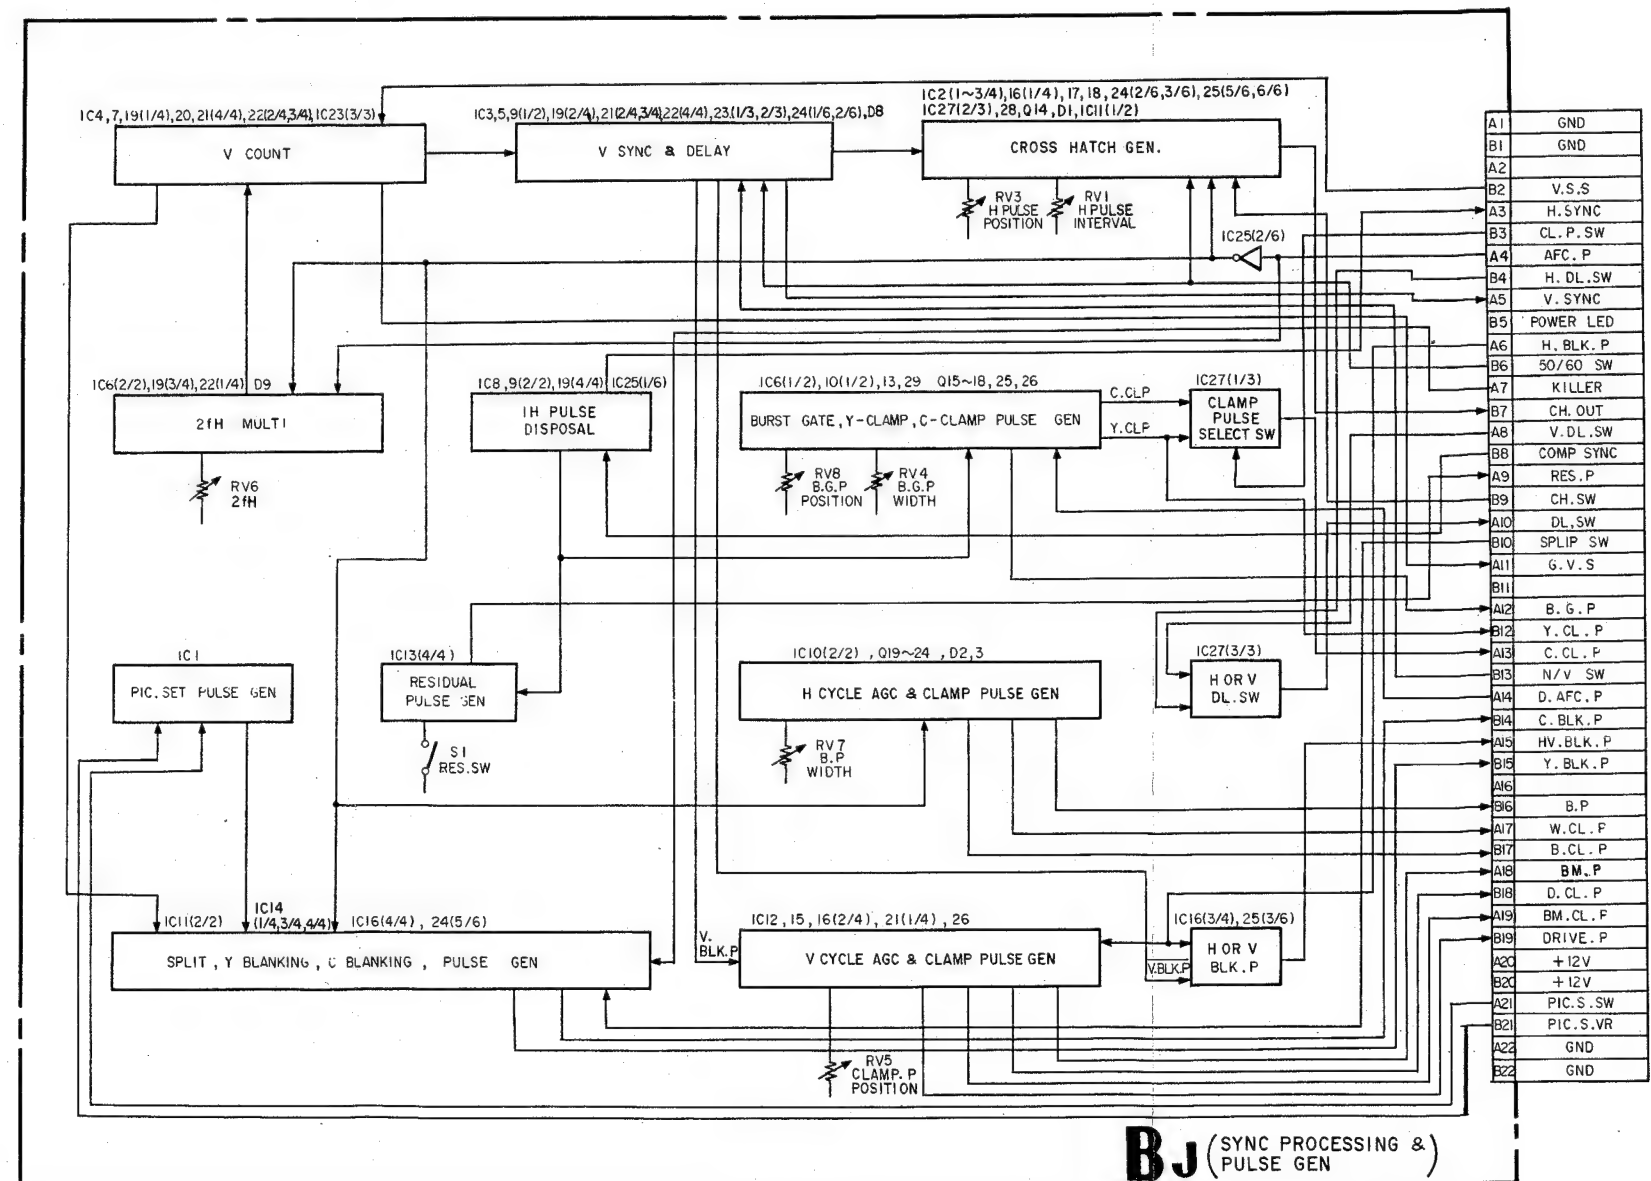 IC4,7,19(1/4),20,21(4/4),22(2/4,3/4),IC23(3/3)
V COUNT
IC3,5,9(1/2),19(2/4),21(2/4,3/4),22(4/4),23.(1/3,2/3),24(1/6,2/6),D8
V SYNC & DELAY
IC2(1~3/4),16(1/4),17,18,24(2/6,3/6),25(5/6,6/6)
IC27(2/3),28,Q14,D1,IC11(1/2)
CROSS HATCH GEN.
RV3
H PULSE
POSITION
RV1
H PULSE
INTERVAL
IC25(2/6)
IC6(2/2),19(3/4),22(1/4) D9
2fH MULTI
RV6
2fH
IC8,9(2/2),19(4/4) IC25(1/6)
1H PULSE
DISPOSAL
IC6(1/2),10(1/2),13,29 Q15~18,25,26
BURST GATE,Y-CLAMP,C-CLAMP PULSE GEN
C.CLP
Y.CLP
RV8
B.G.P
POSITION
RV4
B.G.P
WIDTH
IC27(1/3)
CLAMP
PULSE
SELECT SW
IC1
PIC.SET PULSE GEN
IC13(4/4)
RESIDUAL
PULSE GEN
S1
RES.SW
IC10(2/2) ,Q19~24 ,D2,3
H CYCLE AGC & CLAMP PULSE GEN
RV7
B.P
WIDTH
IC27(3/3)
H OR V
DL.SW
IC11(2/2)
IC14
(1/4,3/4,4/4)
IC16(4/4) , 24(5/6)
SPLIT , Y BLANKING , C BLANKING , PULSE GEN
V.
BLK.P
IC12 , 15 , 16(2/4) , 21(1/4) , 26
V CYCLE AGC & CLAMP PULSE GEN
RV5
CLAMP.P
POSITION
V.BLK.P
IC16(3/4),25(3/6)
H OR V
BLK.P
A1 GND
B1 GND
A2
B2 V.S.S
A3 H.SYNC
B3 CL.P.SW
A4 AFC.P
B4 H.DL.SW
A5 V.SYNC
B5 POWER LED
A6 H.BLK.P
B6 50/60 SW
A7 KILLER
B7 CH.OUT
A8 V.DL.SW
B8 COMP SYNC
A9 RES.P
B9 CH.SW
A10 DL,SW
B10 SPLIP SW
A11 G.V.S
B11
A12 B.G.P
B12 Y.CL.P
A13 C.CL.P
B13 N/V SW
A14 D.AFC.P
B14 C.BLK.P
A15 HV.BLK.P
B15 Y.BLK.P
A16
B16 B.P
A17 W.CL.P
B17 B.CL.P
A18 BM.P
B18 D.CL.P
A19 BM.CL.P
B19 DRIVE.P
A20 +12V
B20 +12V
A21 PIC.S.SW
B21 PIC.S.VR
A22 GND
B22 GND
BJ (SYNC PROCESSING &
PULSE GEN)